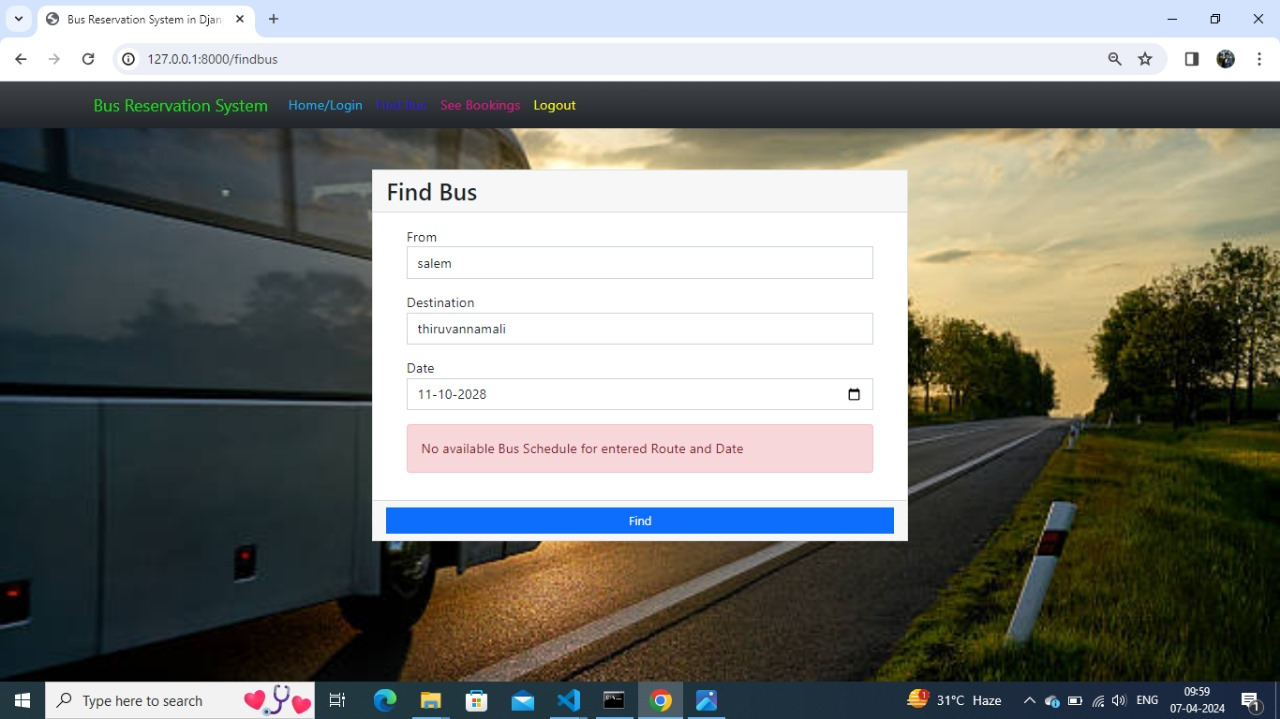 Bus Reservation System in Djan
127.0.0.1:8000/findbus
Bus Reservation System Home/Login Find Bus See Bookings Logout
Find Bus
From
salem
Destination
thiruvannamali
Date
11-10-2028
No available Bus Schedule for entered Route and Date
Find
Type here to search
1
31°C Haze
ENG
09:59
07-04-2024
1